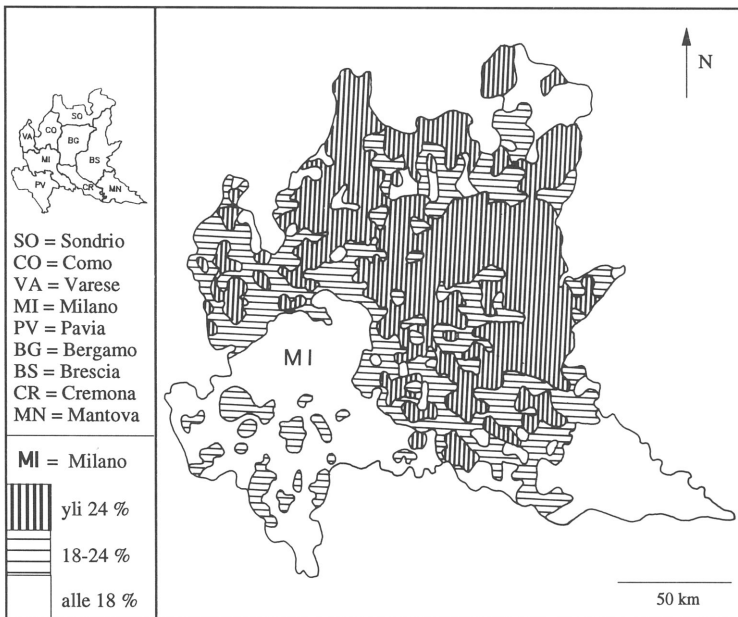 SO
VA
CO
BG
MI
BS
PV
CR
MN
SO = Sondrio
CO = Como
VA = Varese
MI = Milano
PV = Pavia
BG = Bergamo
BS = Brescia
CR = Cremona
MN = Mantova
MI = Milano
yli 24 %
18-24 %
alle 18 %
N
MI
50 km